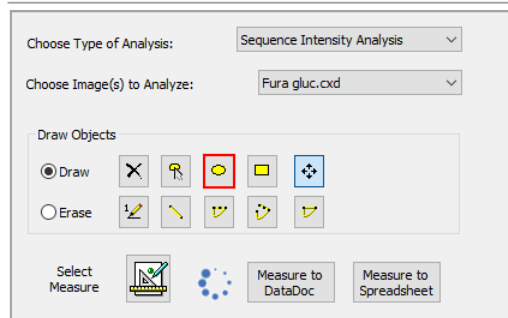 Choose Type of Analysis: Sequence Intensity Analysis
Choose Image(s) to Analyze: Fura gluc.cxd
Draw Objects
Draw
Erase
Select
Measure
Measure to
DataDoc
Measure to
Spreadsheet